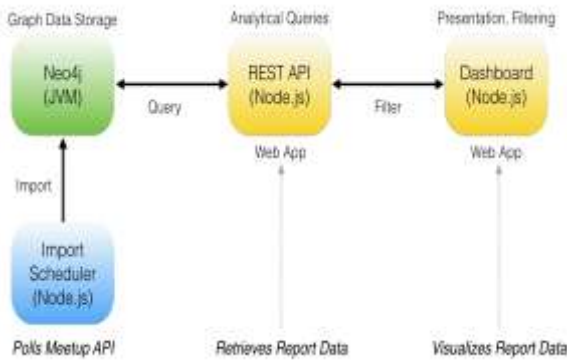 Graph Data Storage
Analytical Queries
Presentation, Filtering
Neo4j
(JVM)
REST API
(Node.js)
Dashboard
(Node.js)
Query
Filter
Web App
Web App
Import
Import
Scheduler
(Node.js)
Polls Meetup API
Retrieves Report Data
Visualizes Report Data